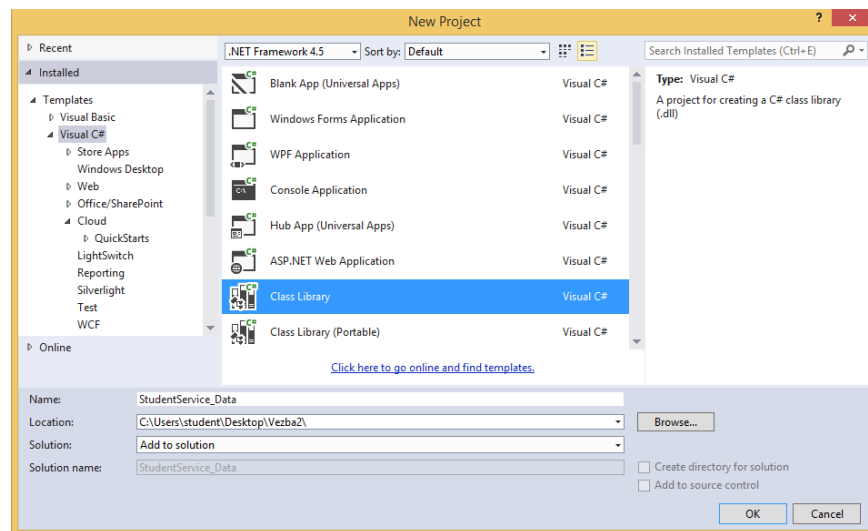 New Project
? ×
Recent
.NET Framework 4.5 Sort by: Default
Search Installed Templates (Ctrl+E)
Installed
Templates
Visual Basic
Visual C#
Store Apps
Windows Desktop
Web
Office/SharePoint
Cloud
QuickStarts
LightSwitch
Reporting
Silverlight
Test
WCF
Online
Blank App (Universal Apps) Visual C#
Windows Forms Application Visual C#
WPF Application Visual C#
Console Application Visual C#
Hub App (Universal Apps) Visual C#
ASP.NET Web Application Visual C#
Class Library Visual C#
Class Library (Portable) Visual C#
Click here to go online and find templates.
Type: Visual C#
A project for creating a C# class library
(.dll)
Name: StudentService_Data
Location: C:\Users\student\Desktop\Vezba2\ Browse...
Solution: Add to solution
Solution name: StudentService_Data
Create directory for solution
Add to source control
OK Cancel